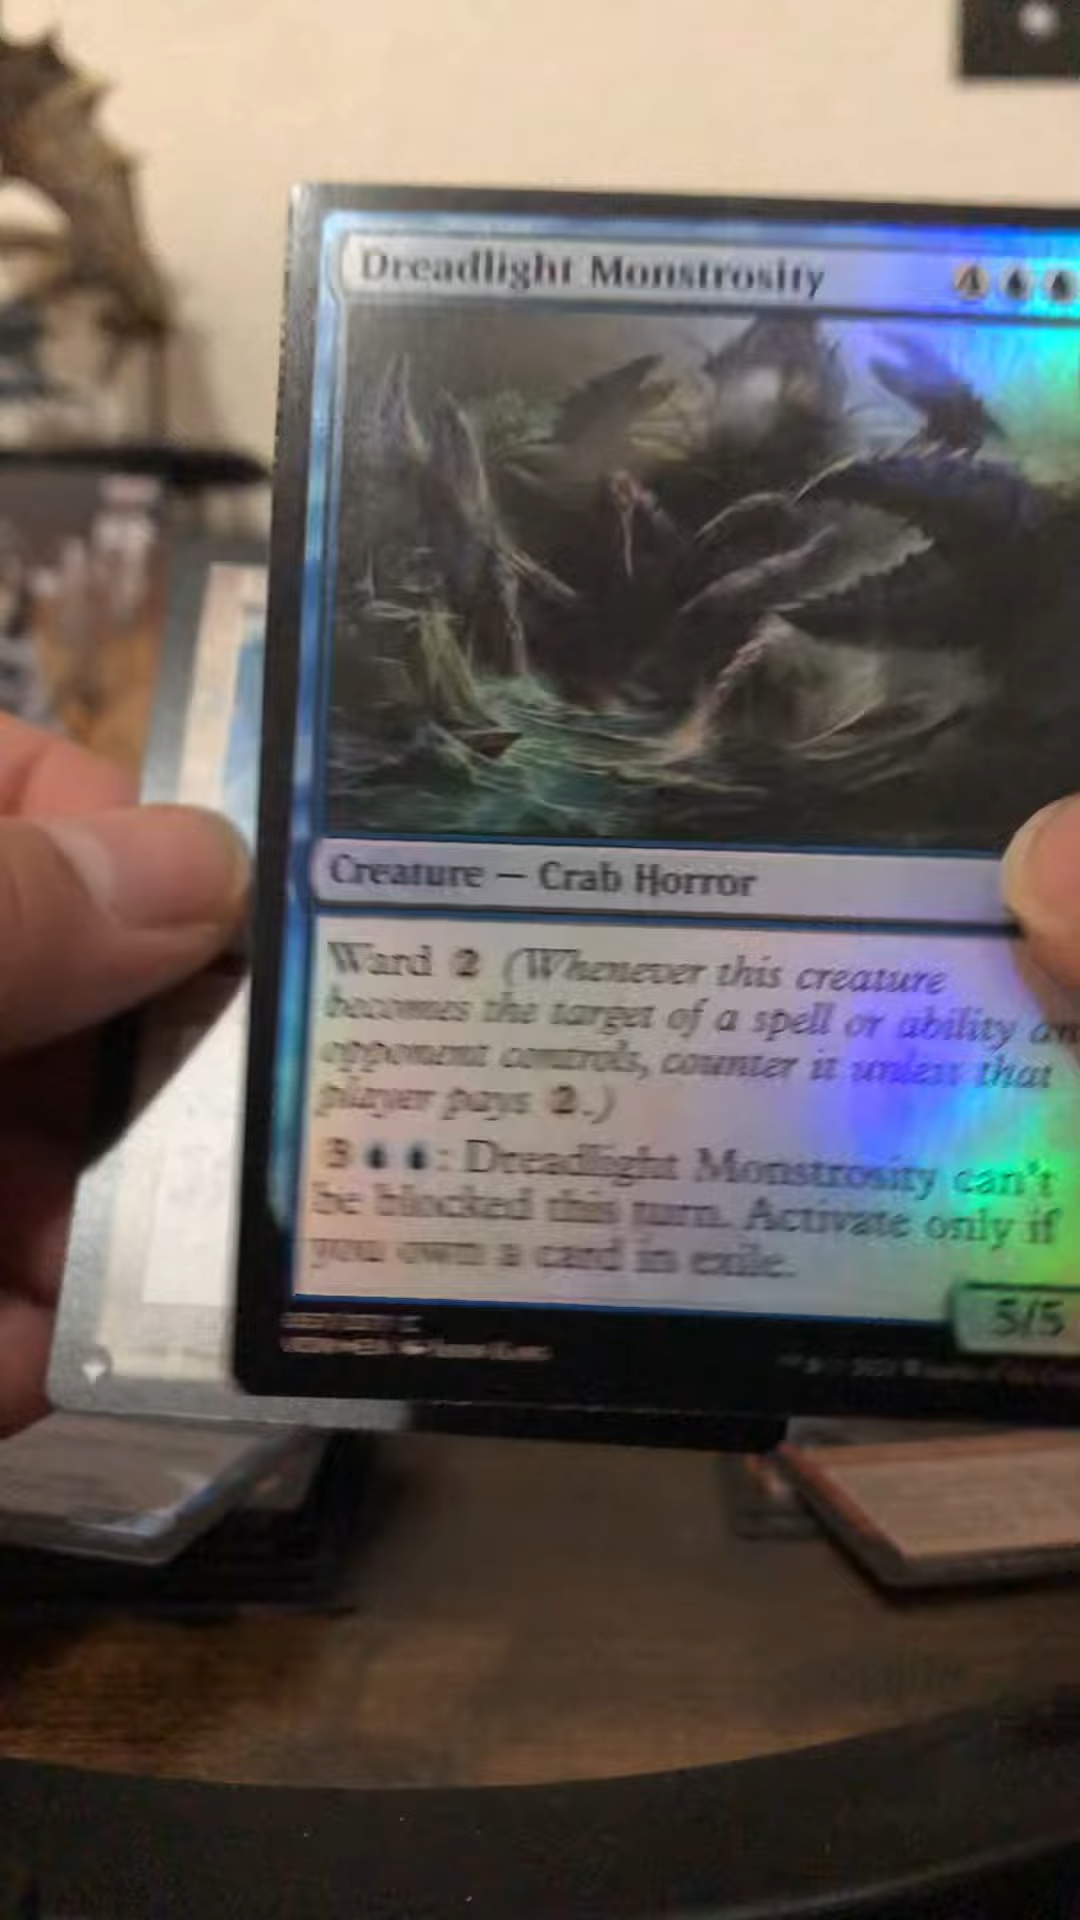 Dreadlight Monstrosity 4
Creature — Crab Horror
Ward 2 (Whenever this creature
becomes the target of a spell or ability an
opponent controls, counter it unless that
player pays 2.)
3 : Dreadlight Monstrosity can't
be blocked this turn. Activate only if
you own a card in exile.
5/5